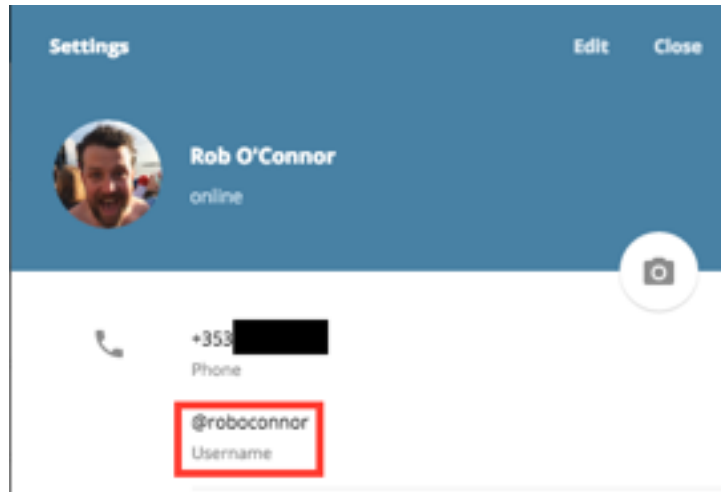 Settings Edit Close
Rob O'Connor
online
+353
Phone
@roboconnor
Username